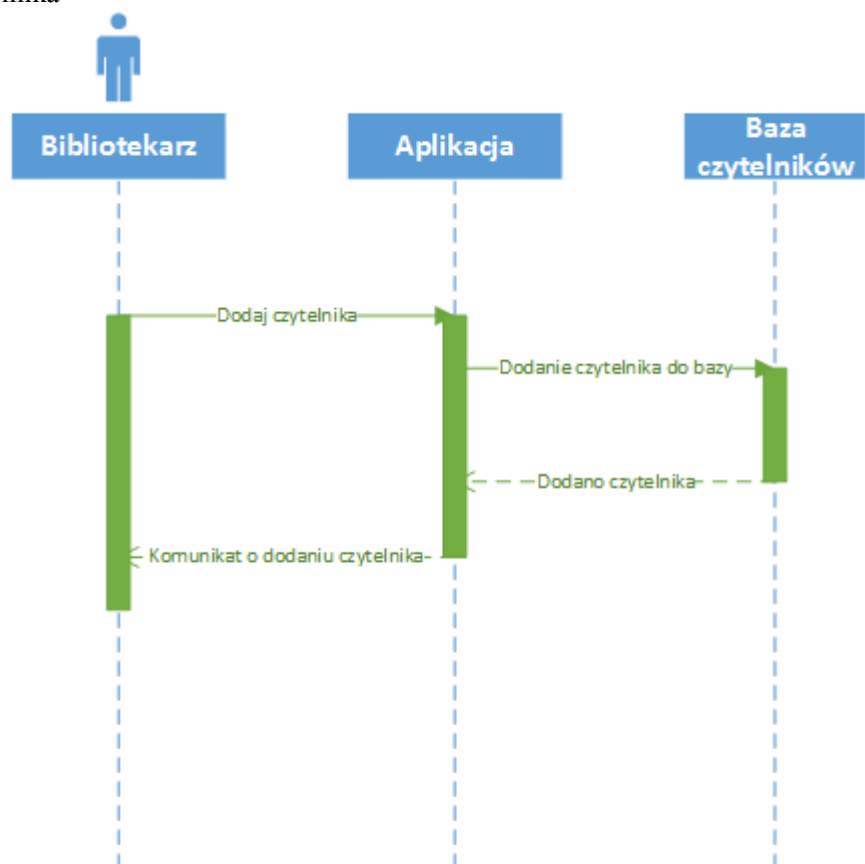 Bibliotekarz
Aplikacja
Baza
czytelników
Dodaj czytelnika
Dodanie czytelnika do bazy
Dodano czytelnika
Komunikat o dodaniu czytelnika